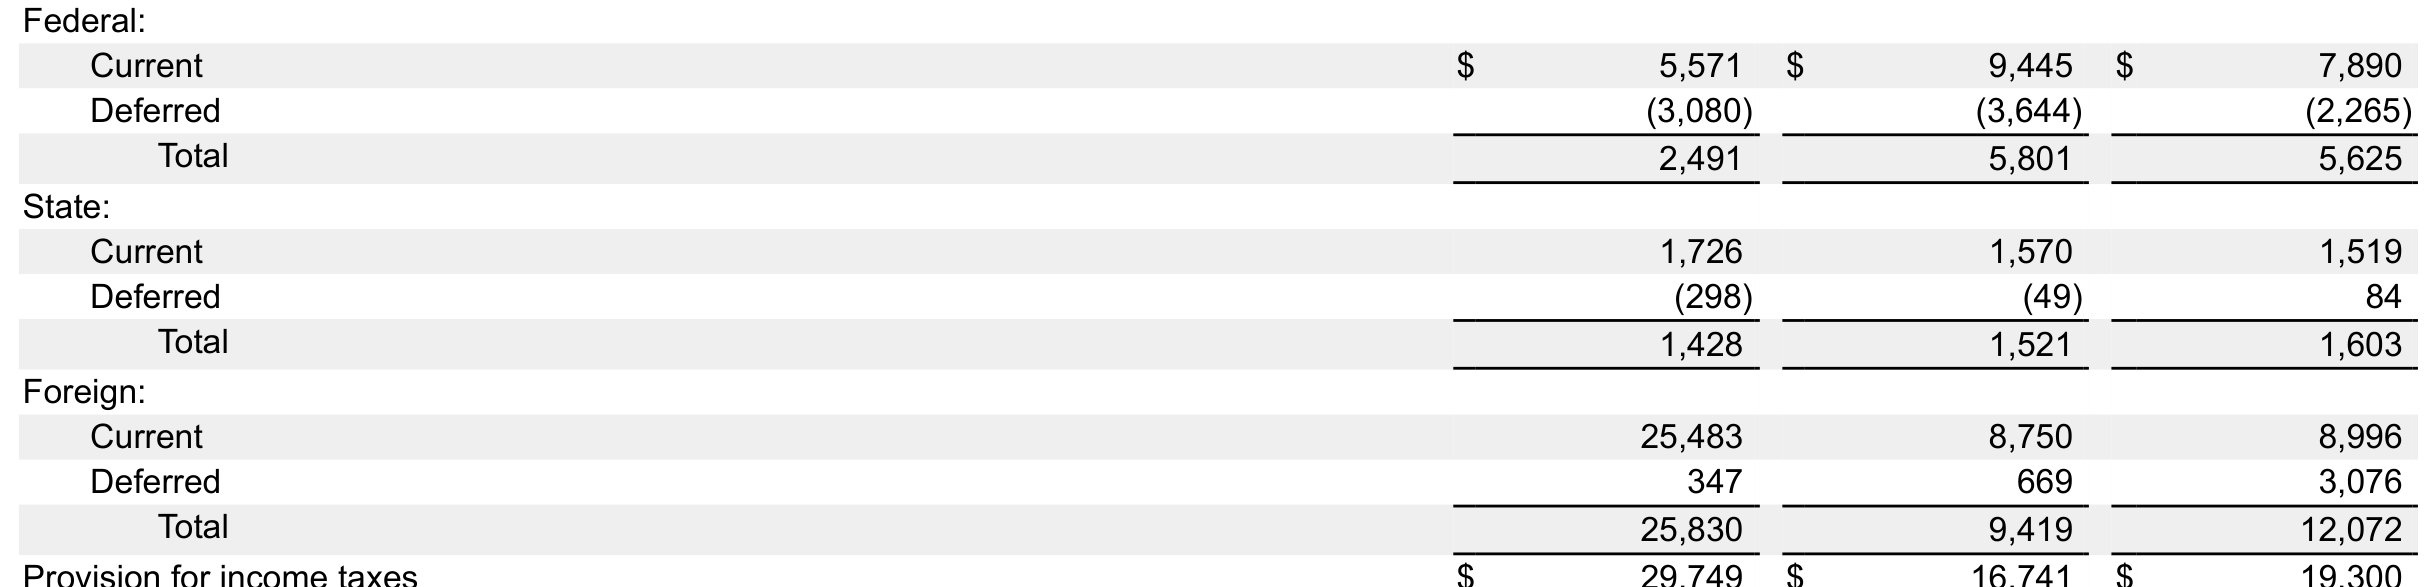 Federal:
Current $ 5,571 $ 9,445 $ 7,890
Deferred (3,080) (3,644) (2,265)
Total 2,491 5,801 5,625
State:
Current 1,726 1,570 1,519
Deferred (298) (49) 84
Total 1,428 1,521 1,603
Foreign:
Current 25,483 8,750 8,996
Deferred 347 669 3,076
Total 25,830 9,419 12,072
Provision for income taxes $ 29,749 $ 16,741 $ 19,300